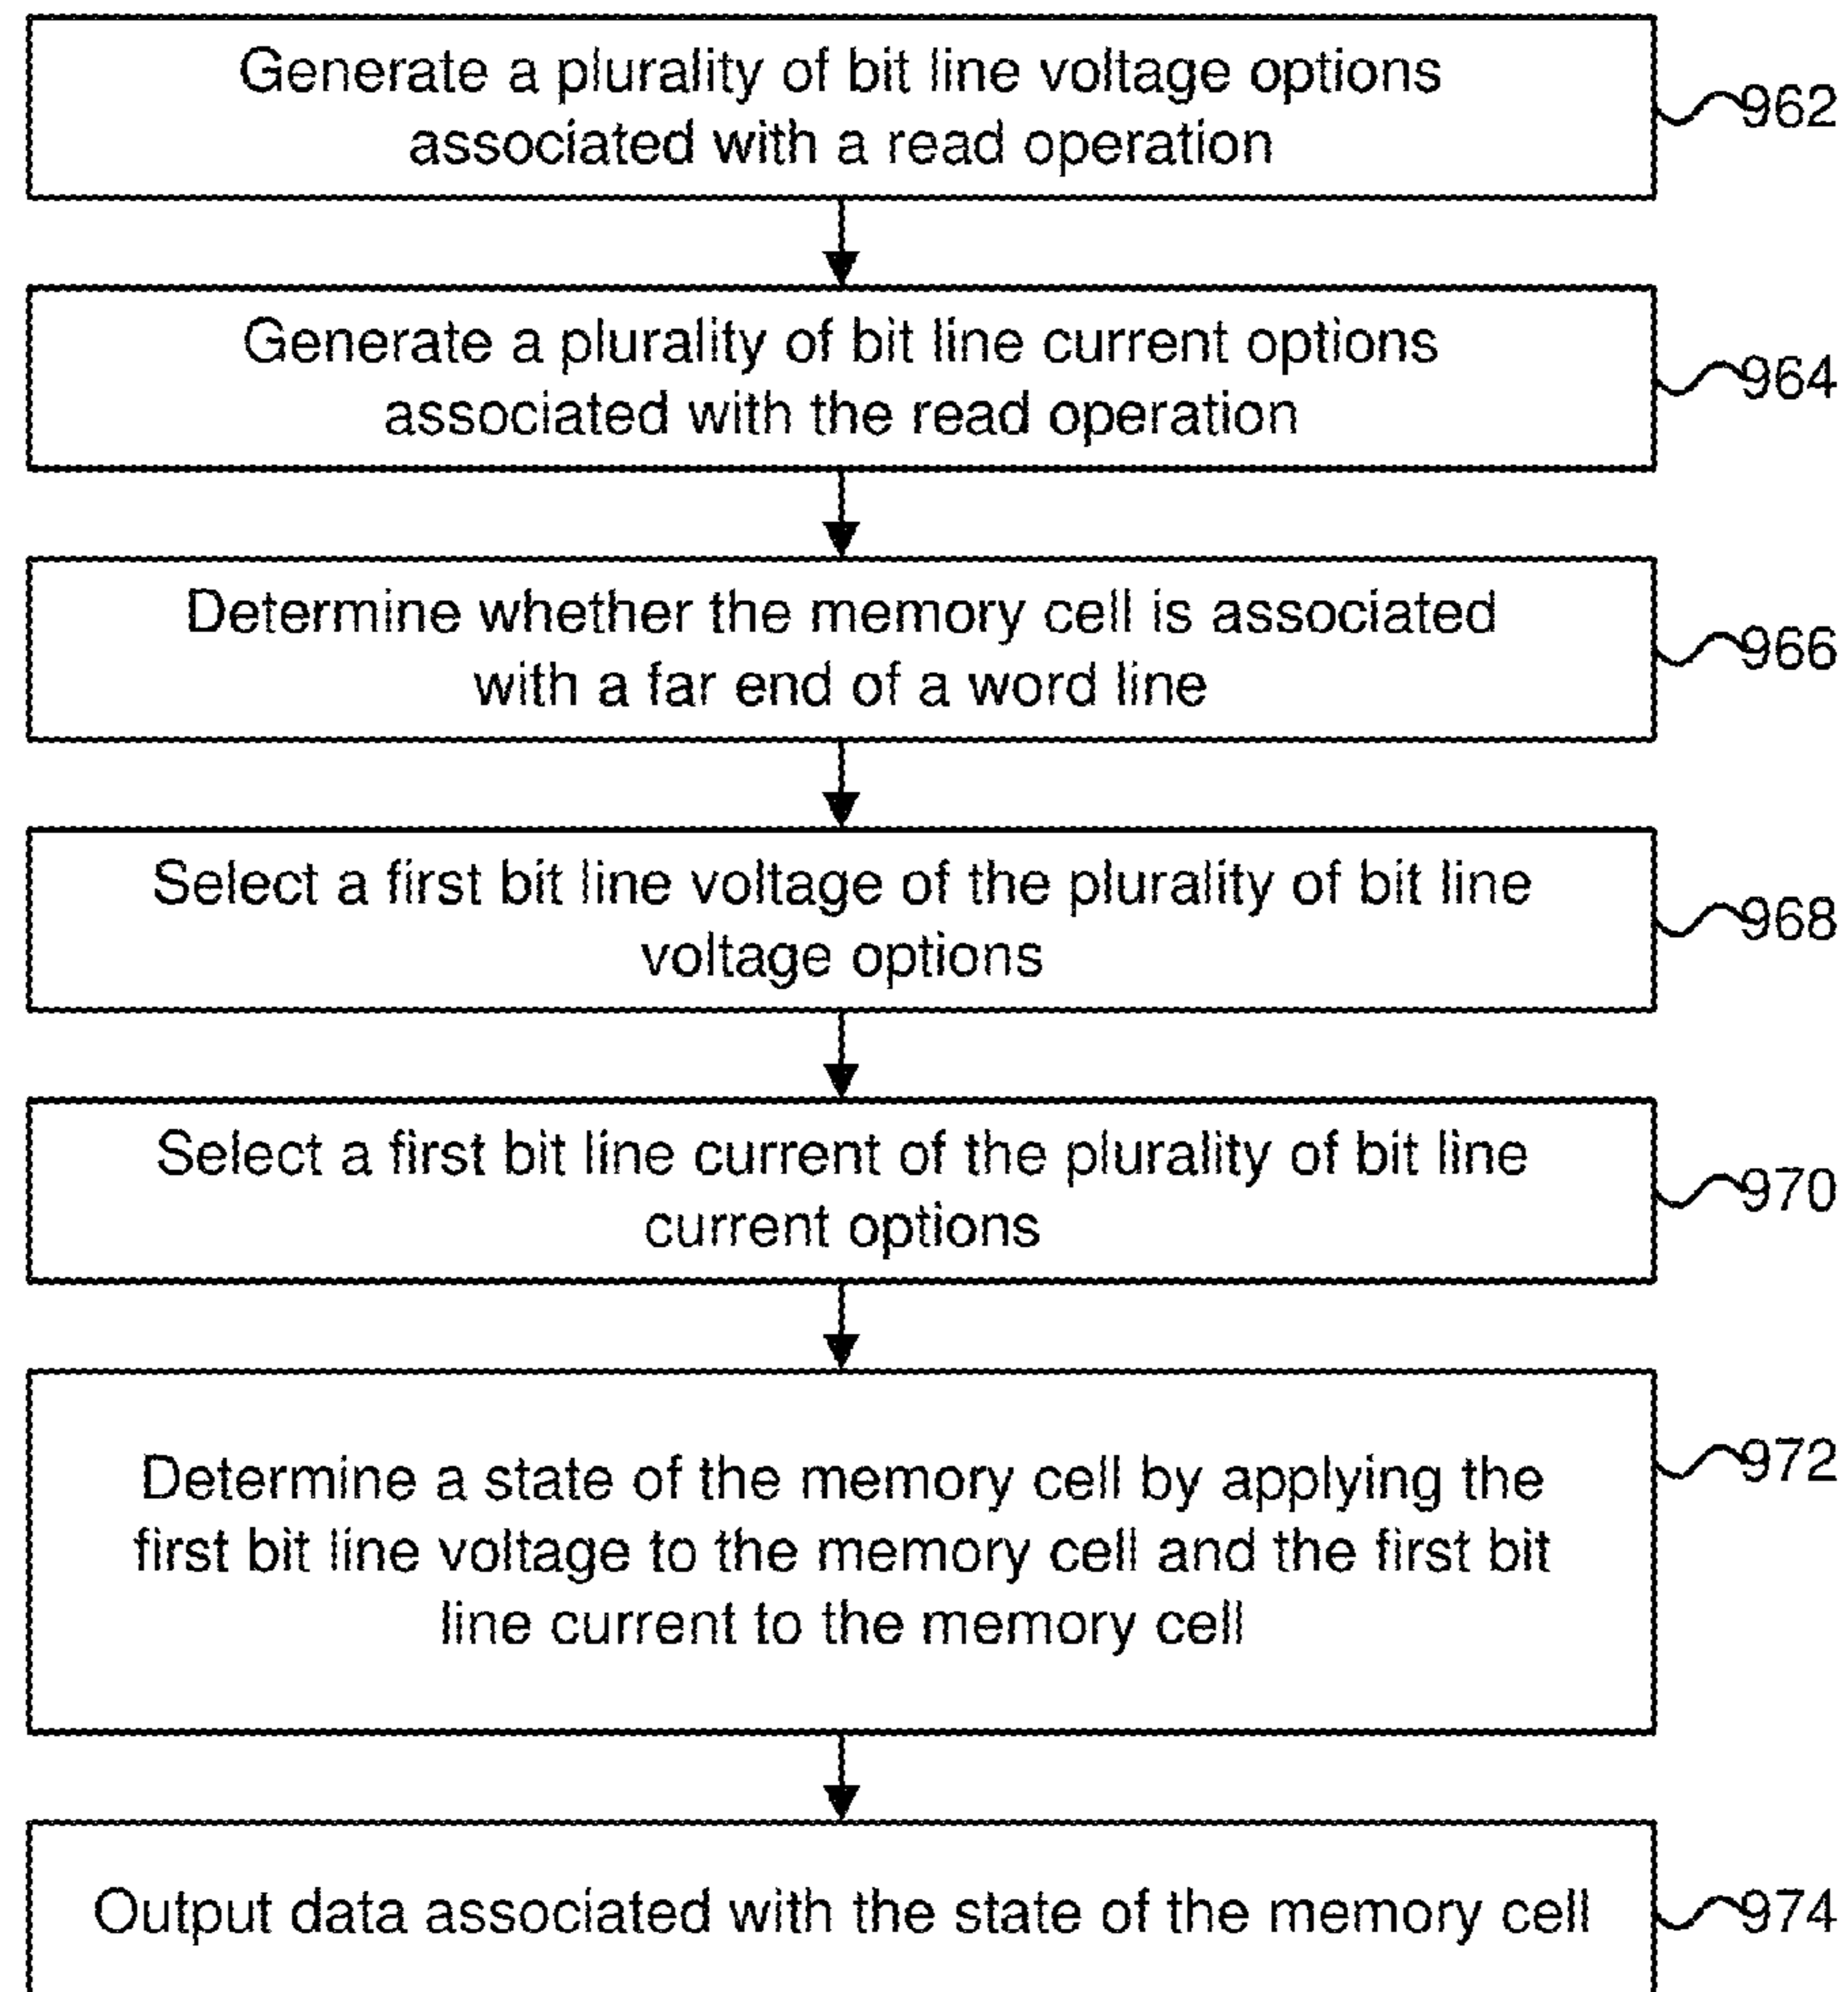 Generate a plurality of bit line voltage options
associated with a read operation
962
Generate a plurality of bit line current options
associated with the read operation
964
Determine whether the memory cell is associated
with a far end of a word line
966
Select a first bit line voltage of the plurality of bit line
voltage options
968
Select a first bit line current of the plurality of bit line
current options
970
Determine a state of the memory cell by applying the
first bit line voltage to the memory cell and the first bit
line current to the memory cell
972
Output data associated with the state of the memory cell
974